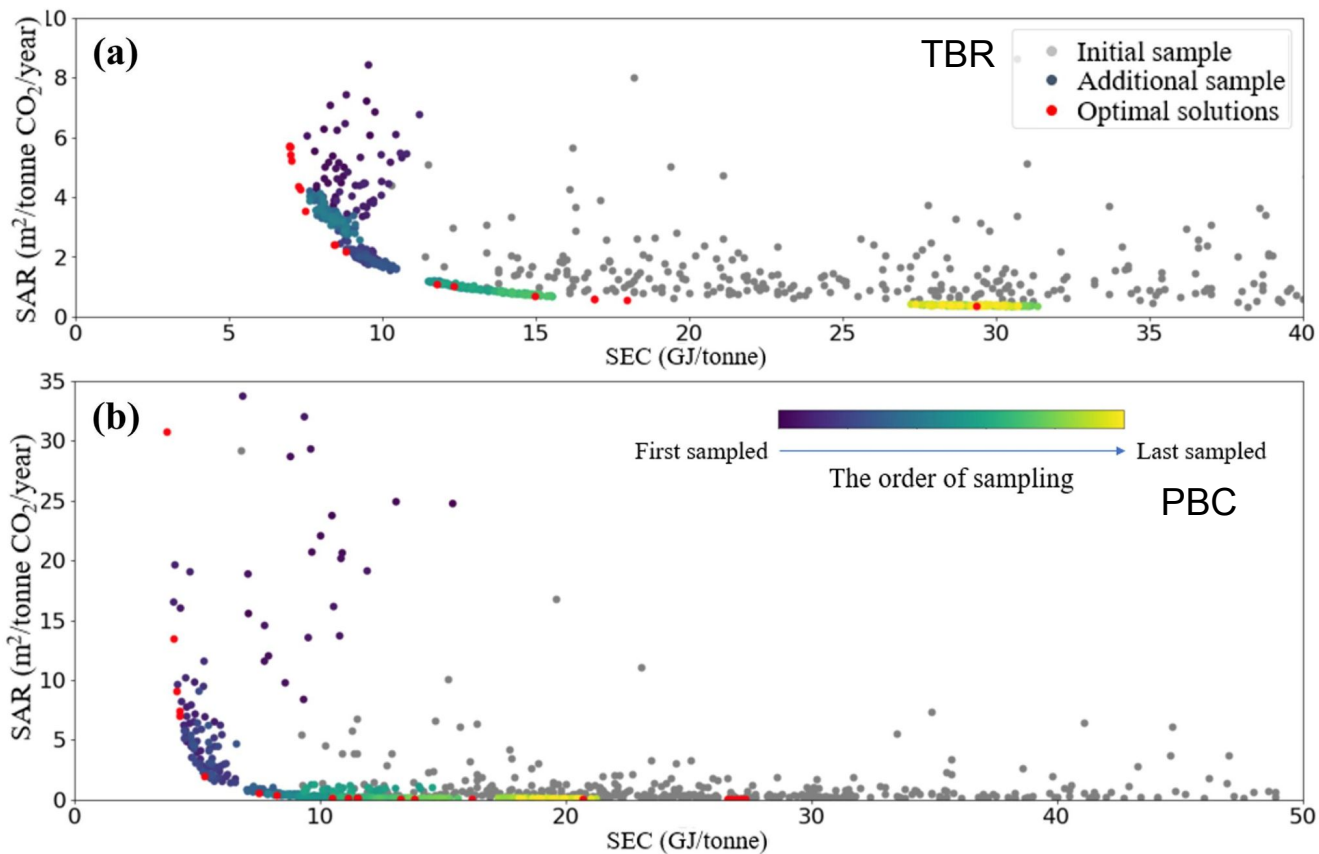 (a)
TBR
Initial sample
Additional sample
Optimal solutions
SAR (m²/tonne CO₂/year)
10
8
6
4
2
0
0 5 10 15 20 25 30 35 40
SEC (GJ/tonne)
(b)
First sampled
Last sampled
The order of sampling
PBC
SAR (m²/tonne CO₂/year)
35
30
25
20
15
10
5
0
0 10 20 30 40 50
SEC (GJ/tonne)